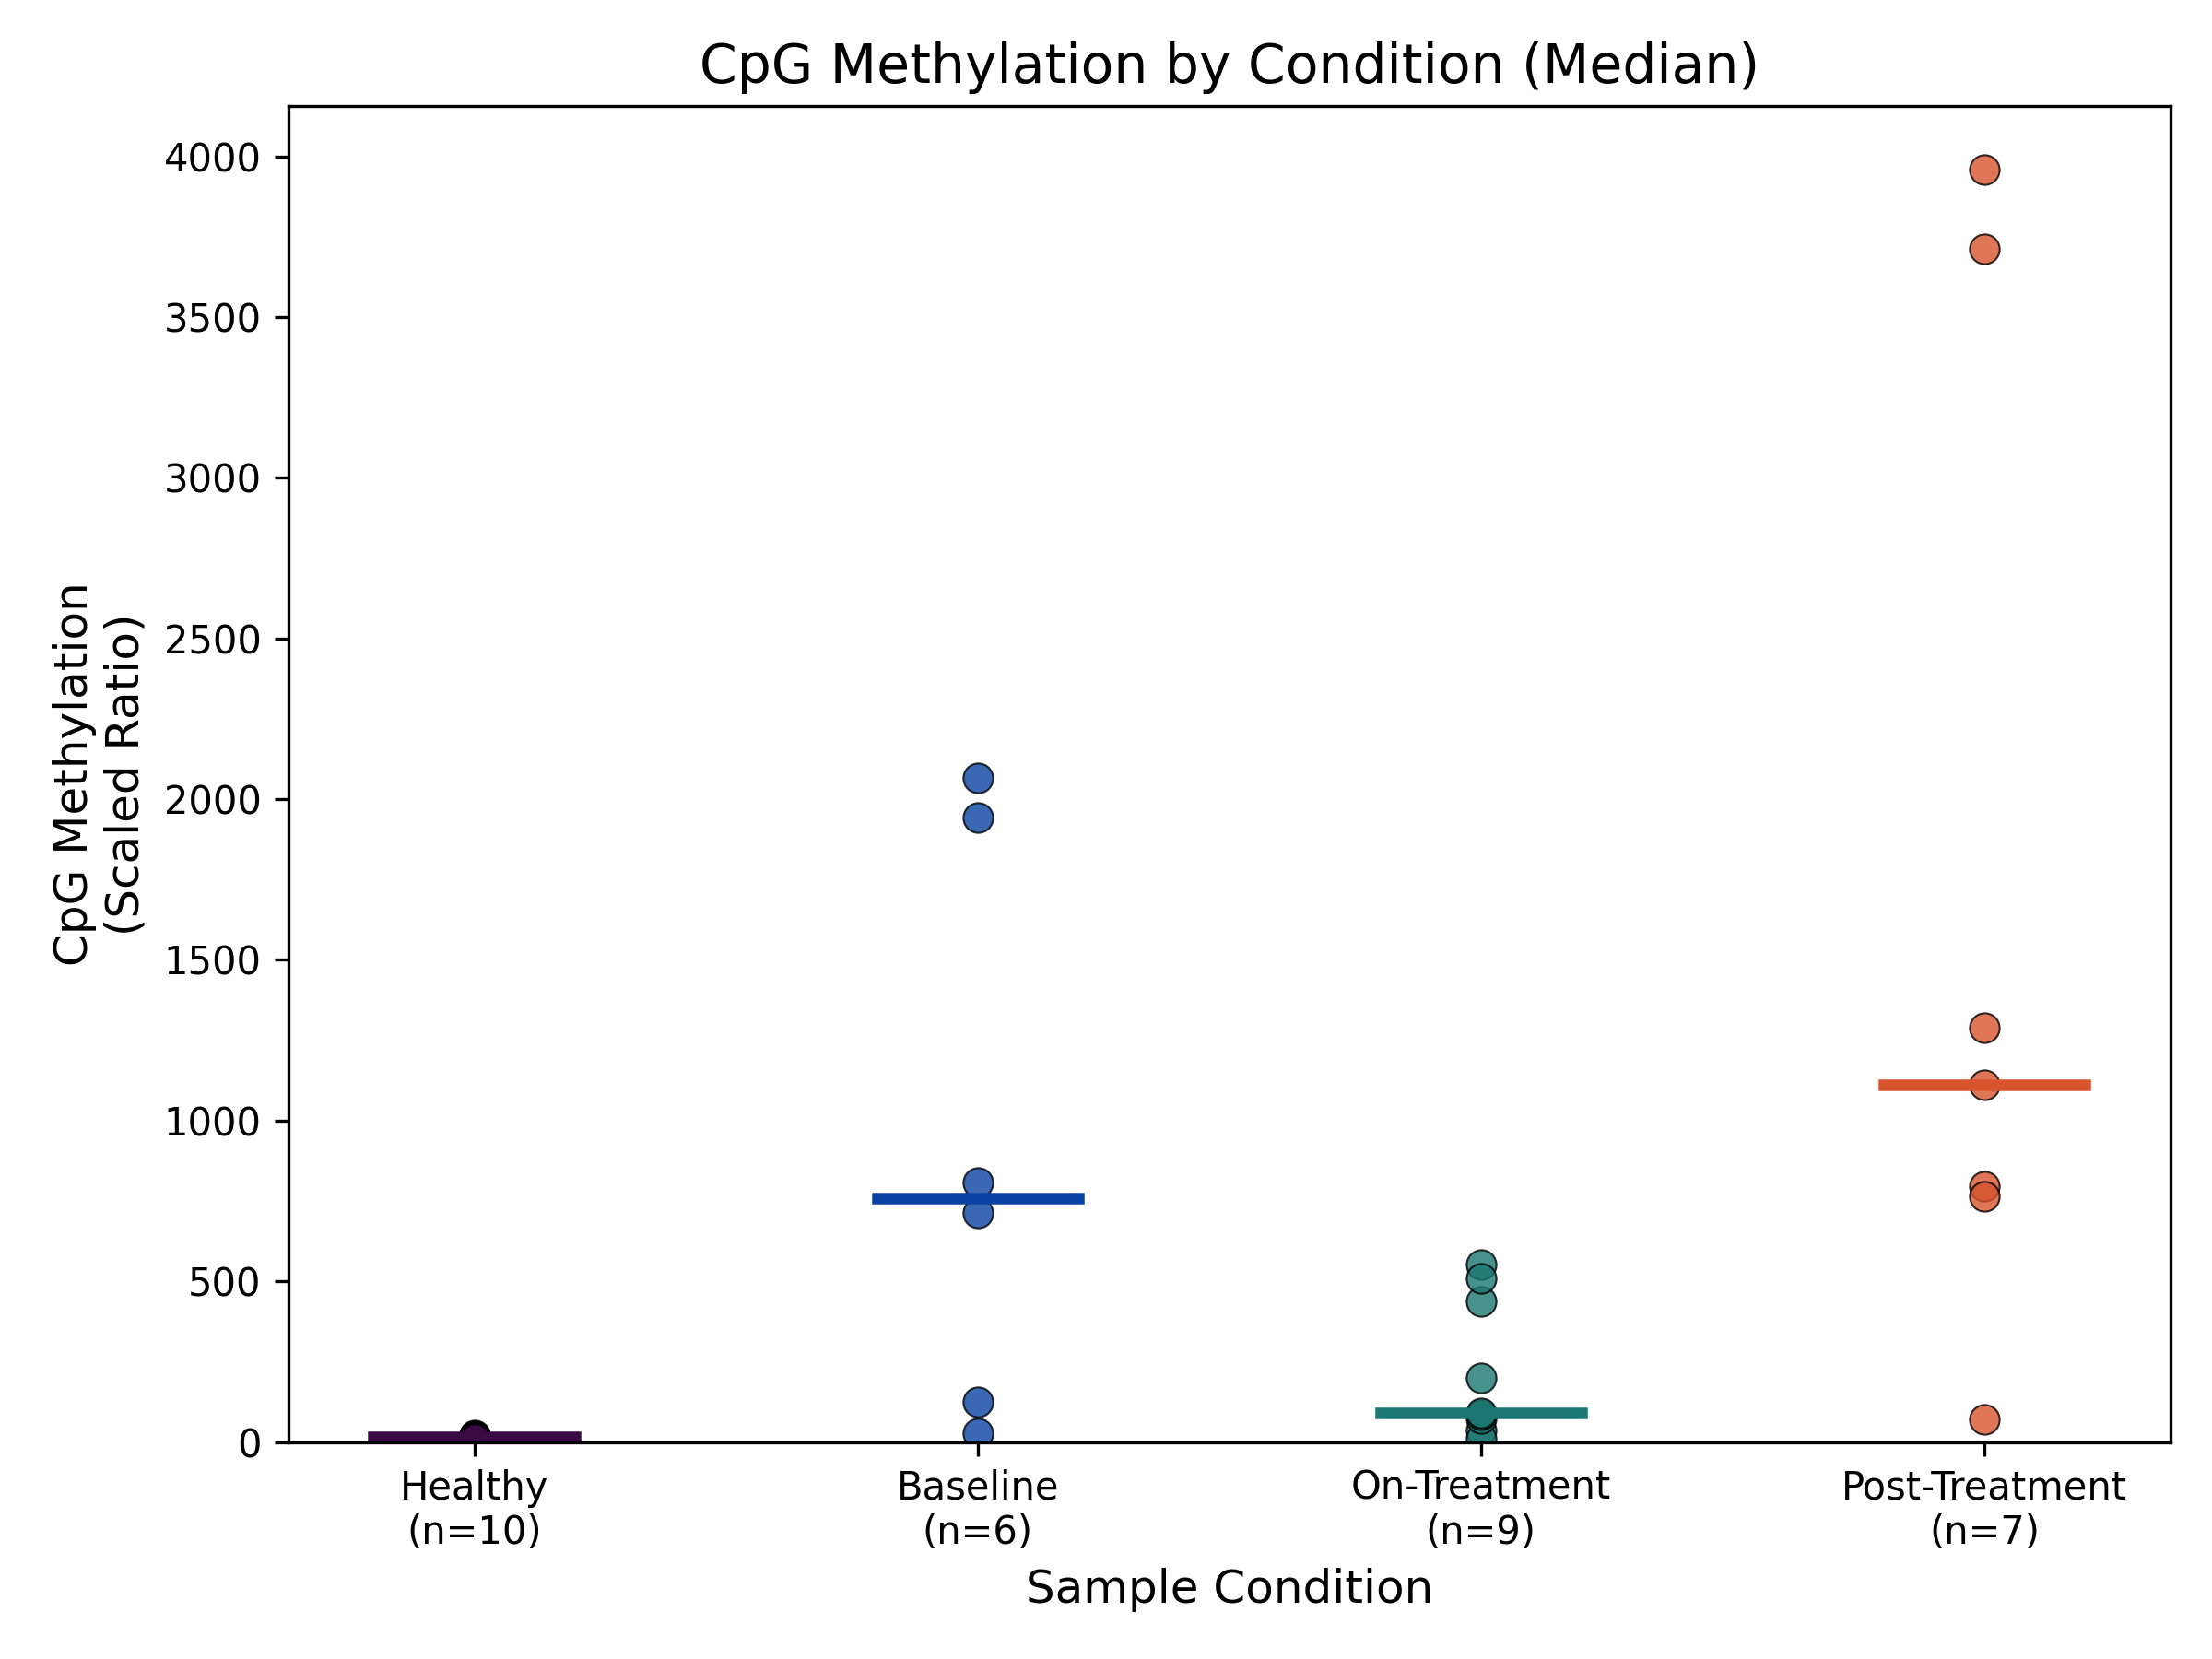 CpG Methylation by Condition (Median)
CpG Methylation
(Scaled Ratio)
4000
3500
3000
2500
2000
1500
1000
500
0
Healthy
(n=10)
Baseline
(n=6)
On-Treatment
(n=9)
Post-Treatment
(n=7)
Sample Condition